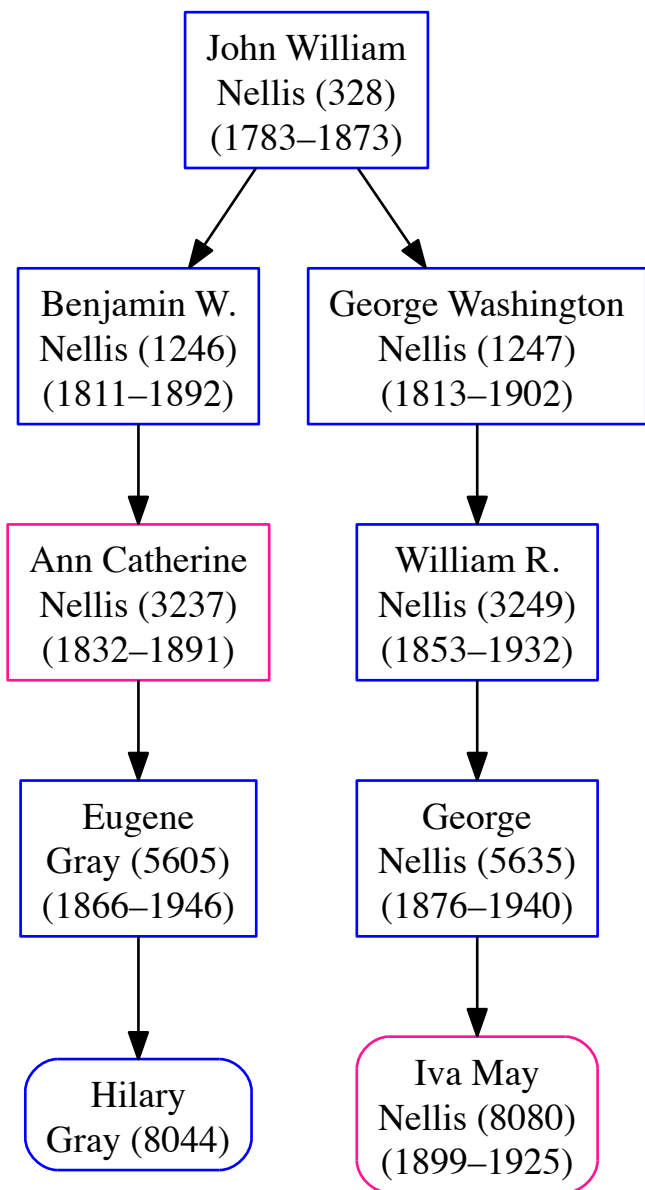 John William
Nellis (328)
(1783–1873)
Benjamin W.
Nellis (1246)
(1811–1892)
George Washington
Nellis (1247)
(1813–1902)
Ann Catherine
Nellis (3237)
(1832–1891)
William R.
Nellis (3249)
(1853–1932)
Eugene
Gray (5605)
(1866–1946)
George
Nellis (5635)
(1876–1940)
Hilary
Gray (8044)
Iva May
Nellis (8080)
(1899–1925)